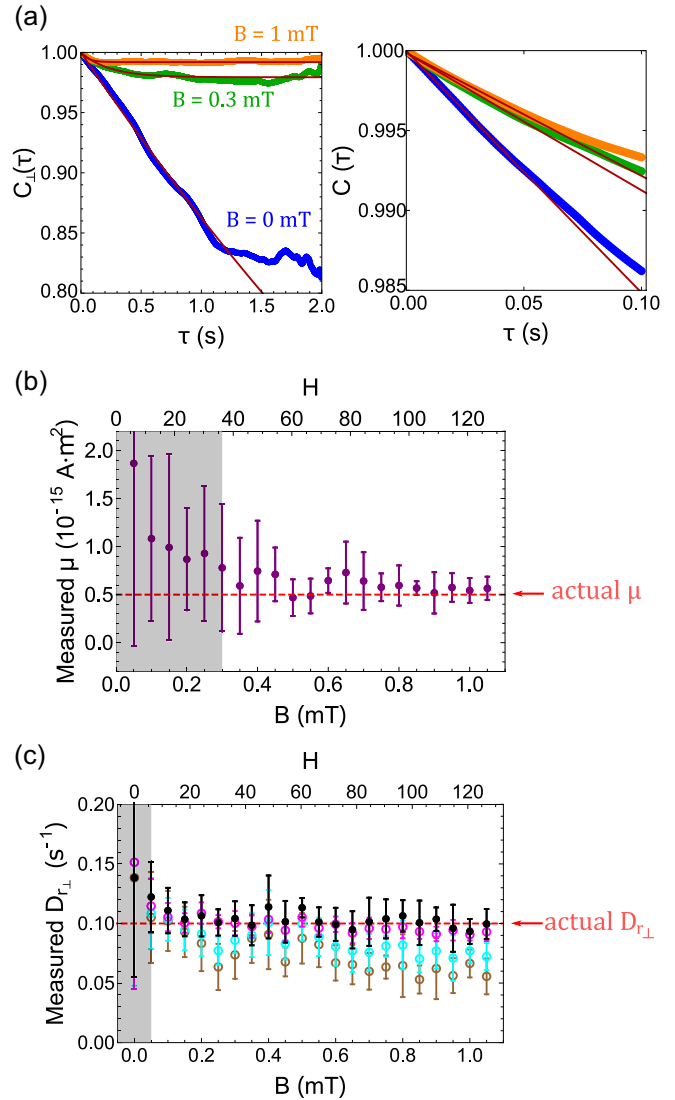 (a)
1.00
0.95
0.90
0.85
0.80
C⊥(τ)
B = 1 mT
B = 0.3 mT
B = 0 mT
0.0 0.5 1.0 1.5 2.0
τ (s)
1.000
0.995
0.990
0.985
C (τ)
0.00 0.05 0.10
τ (s)
(b)
H
0 20 40 60 80 100 120
2.0
1.5
1.0
0.5
0.0
Measured μ (10⁻¹⁵ A·m²)
actual μ
0.0 0.2 0.4 0.6 0.8 1.0
B (mT)
(c)
H
0 20 40 60 80 100 120
0.20
0.15
0.10
0.05
0.00
Measured Dr⊥ (s⁻¹)
actual Dr⊥
0.0 0.2 0.4 0.6 0.8 1.0
B (mT)